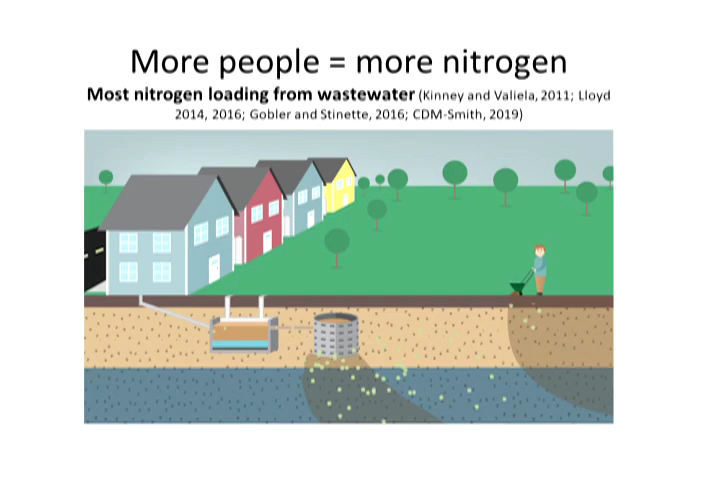 More people = more nitrogen
Most nitrogen loading from wastewater (Kinney and Valiela, 2011; Lloyd
2014, 2016; Gobler and Stinette, 2016; CDM-Smith, 2019)